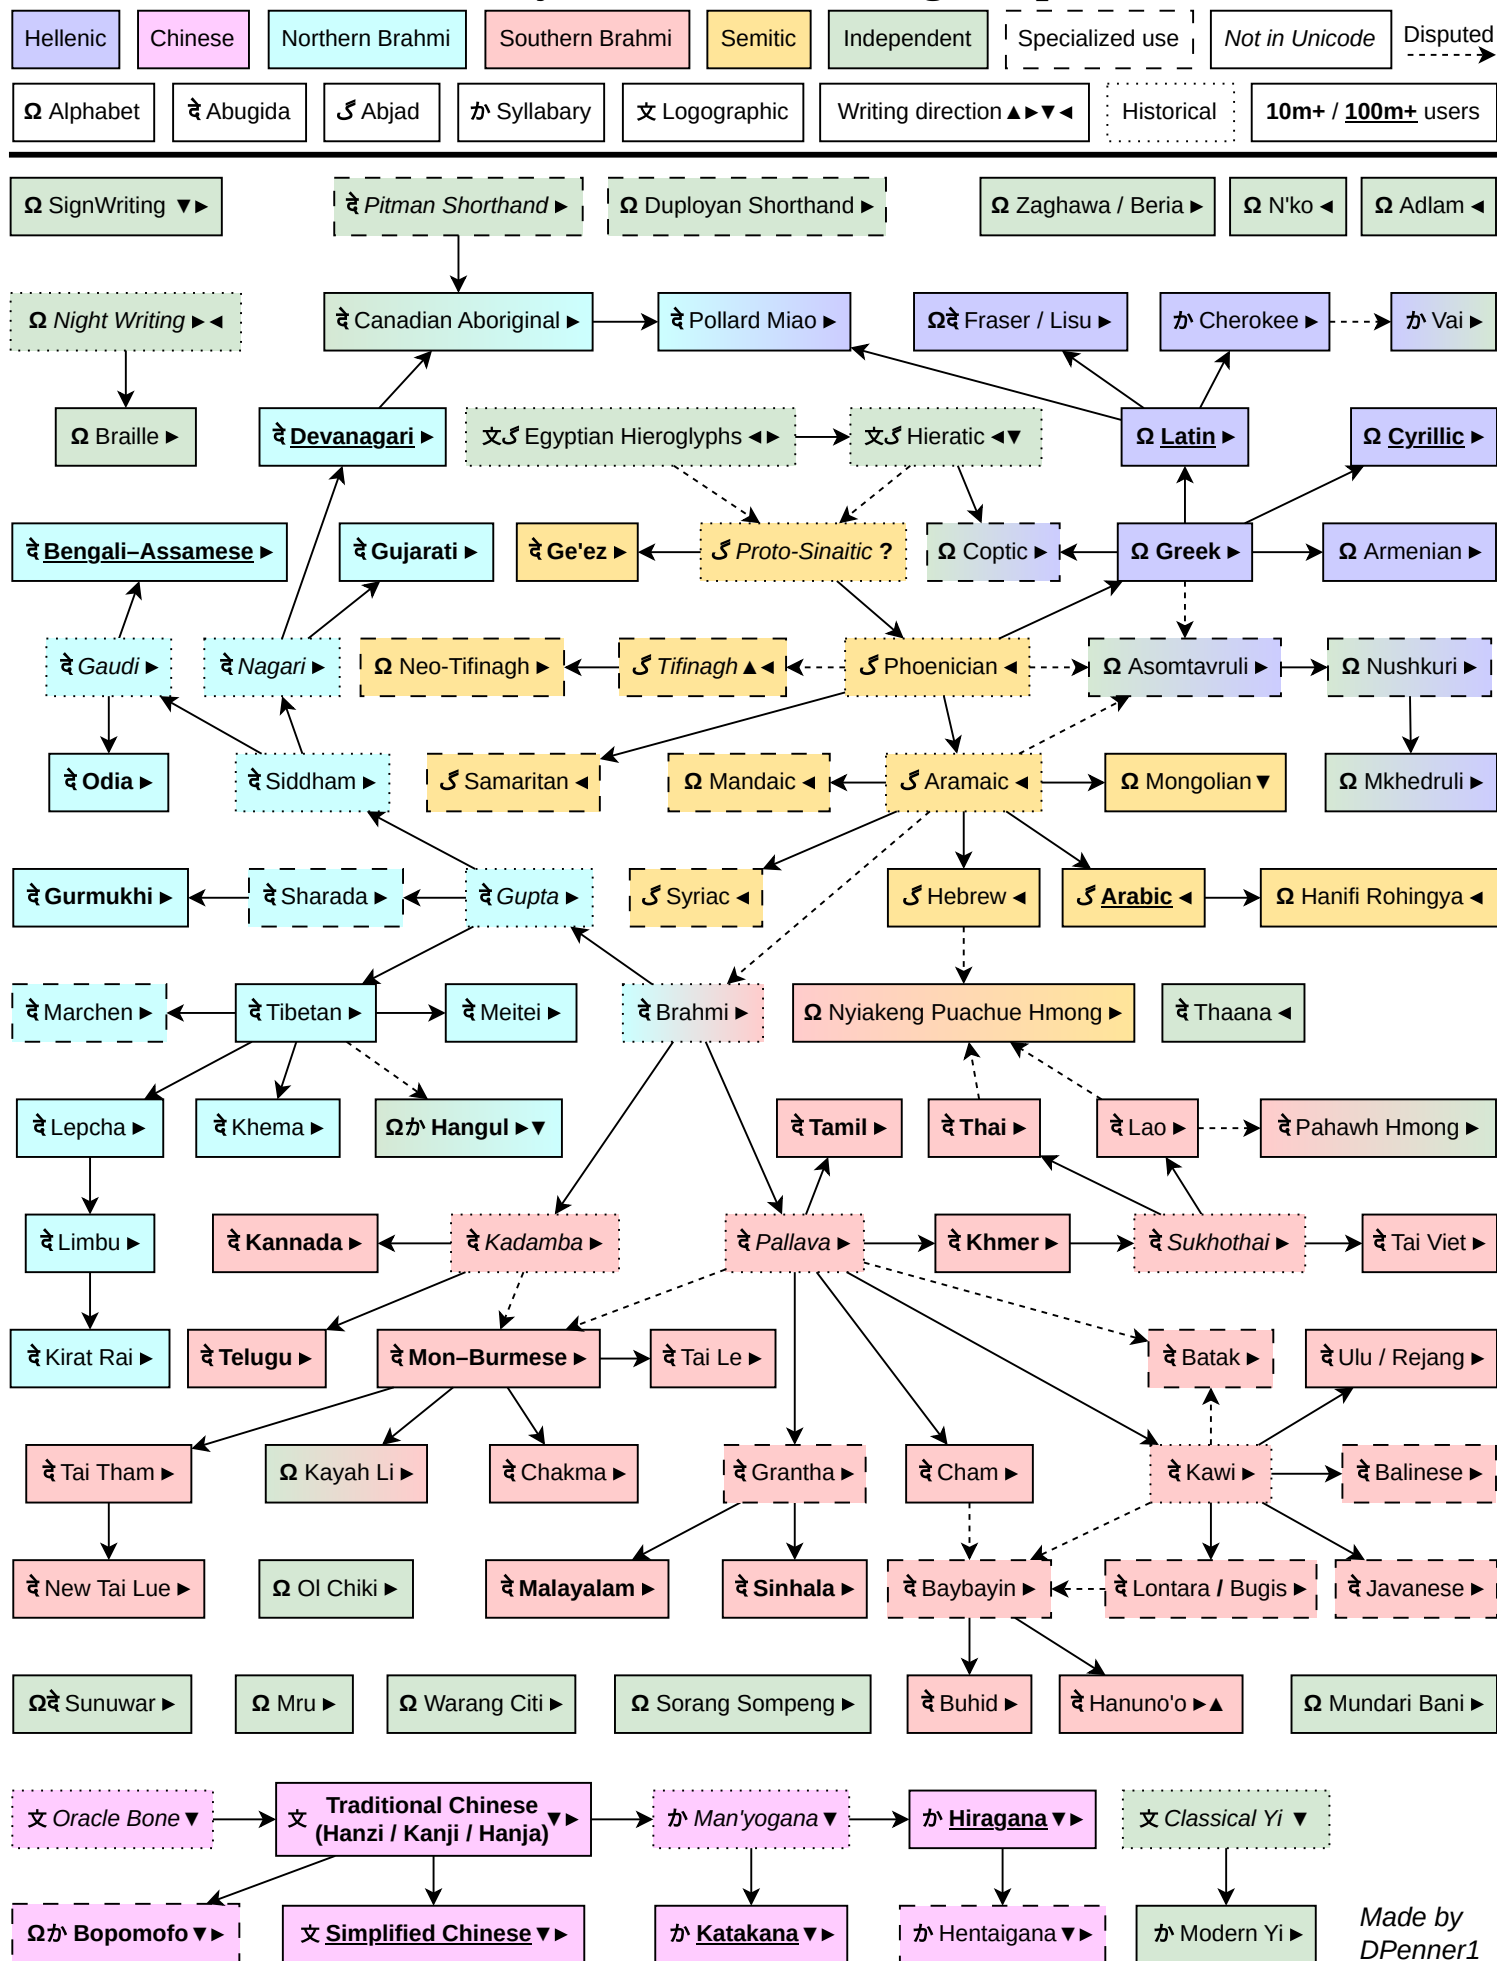 Hellenic Chinese Northern Brahmi Southern Brahmi Semitic Independent Specialized use Not in Unicode Disputed
Ω Alphabet दे Abugida گ Abjad か Syllabary 文 Logographic Writing direction ▲▶▼◀ Historical 10m+ / 100m+ users
Ω SignWriting ▼▶ दे Pitman Shorthand ▶ Ω Duployan Shorthand ▶ Ω Zaghawa / Beria ▶ Ω N'ko ◀ Ω Adlam ◀
Ω Night Writing ▶◀ दे Canadian Aboriginal ▶ दे Pollard Miao ▶ Ωदे Fraser / Lisu ▶ か Cherokee ▶ か Vai ▶
Ω Braille ▶ दे Devanagari ▶ 文گ Egyptian Hieroglyphs ◀▶ 文گ Hieratic ◀▼ Ω Latin ▶ Ω Cyrillic ▶
दे Bengali–Assamese ▶ दे Gujarati ▶ दे Ge'ez ▶ گ Proto-Sinaitic ? Ω Coptic ▶ Ω Greek ▶ Ω Armenian ▶
दे Gaudi ▶ दे Nagari ▶ Ω Neo-Tifinagh ▶ گ Tifinagh ▲◀ گ Phoenician ◀ Ω Asomtavruli ▶ Ω Nushkuri ▶
दे Odia ▶ दे Siddham ▶ گ Samaritan ◀ Ω Mandaic ◀ گ Aramaic ◀ Ω Mongolian ▼ Ω Mkhedruli ▶
दे Gurmukhi ▶ दे Sharada ▶ दे Gupta ▶ گ Syriac ◀ گ Hebrew ◀ گ Arabic ◀ Ω Hanifi Rohingya ◀
दे Marchen ▶ दे Tibetan ▶ दे Meitei ▶ दे Brahmi ▶ Ω Nyiakeng Puachue Hmong ▶ दे Thaana ◀
दे Lepcha ▶ दे Khema ▶ Ωか Hangul ▶▼ दे Tamil ▶ दे Thai ▶ दे Lao ▶ दे Pahawh Hmong ▶
दे Limbu ▶ दे Kannada ▶ दे Kadamba ▶ दे Pallava ▶ दे Khmer ▶ दे Sukhothai ▶ दे Tai Viet ▶
दे Kirat Rai ▶ दे Telugu ▶ दे Mon–Burmese ▶ दे Tai Le ▶ दे Batak ▶ दे Ulu / Rejang ▶
दे Tai Tham ▶ Ω Kayah Li ▶ दे Chakma ▶ दे Grantha ▶ दे Cham ▶ दे Kawi ▶ दे Balinese ▶
दे New Tai Lue ▶ Ω Ol Chiki ▶ दे Malayalam ▶ दे Sinhala ▶ दे Baybayin ▶ दे Lontara / Bugis ▶ दे Javanese ▶
Ωदे Sunuwar ▶ Ω Mru ▶ Ω Warang Citi ▶ Ω Sorang Sompeng ▶ दे Buhid ▶ दे Hanuno'o ▶▲ Ω Mundari Bani ▶
文 Oracle Bone ▼ 文 Traditional Chinese
(Hanzi / Kanji / Hanja) ▼▶ か Man'yogana ▼ か Hiragana ▼▶ 文 Classical Yi ▼
Ωか Bopomofo ▼▶ 文 Simplified Chinese ▼▶ か Katakana ▼▶ か Hentaigana ▼▶ か Modern Yi ▶
Made by
DPenner1